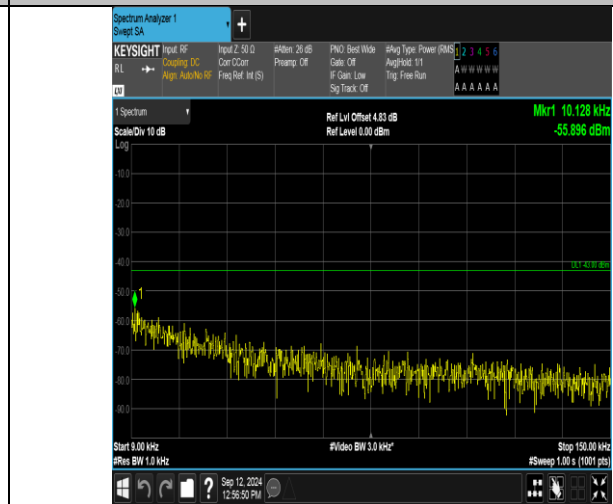 Spectrum Analyzer 1
Swept SA
+
KEYSIGHT Input: RF Input Z: 50 Ω #Atten: 26 dB PNO: Best Wide #Avg Type: Power (RMS 1 2 3 4 5 6
RL Coupling: DC Corr CCorr Preamp: Off Gate: Off Avg|Hold: 1/1 A W W W W W
Align: Auto/No RF Freq Ref: Int (S) IF Gain: Low Trig: Free Run
Sig Track: Off A A A A A A
1 Spectrum Ref Lvl Offset 4.83 dB Mkr1 10.128 kHz
Scale/Div 10 dB Ref Level 0.00 dBm -55.896 dBm
Log
-10.0
-20.0
-30.0
-40.0
DL1 -43.00 dBm
-50.0
1
-60.0
-70.0
-80.0
-90.0
Start 9.00 kHz #Video BW 3.0 kHz* Stop 150.00 kHz
#Res BW 1.0 kHz #Sweep 1.00 s (1001 pts)
? Sep 12, 2024
12:56:50 PM